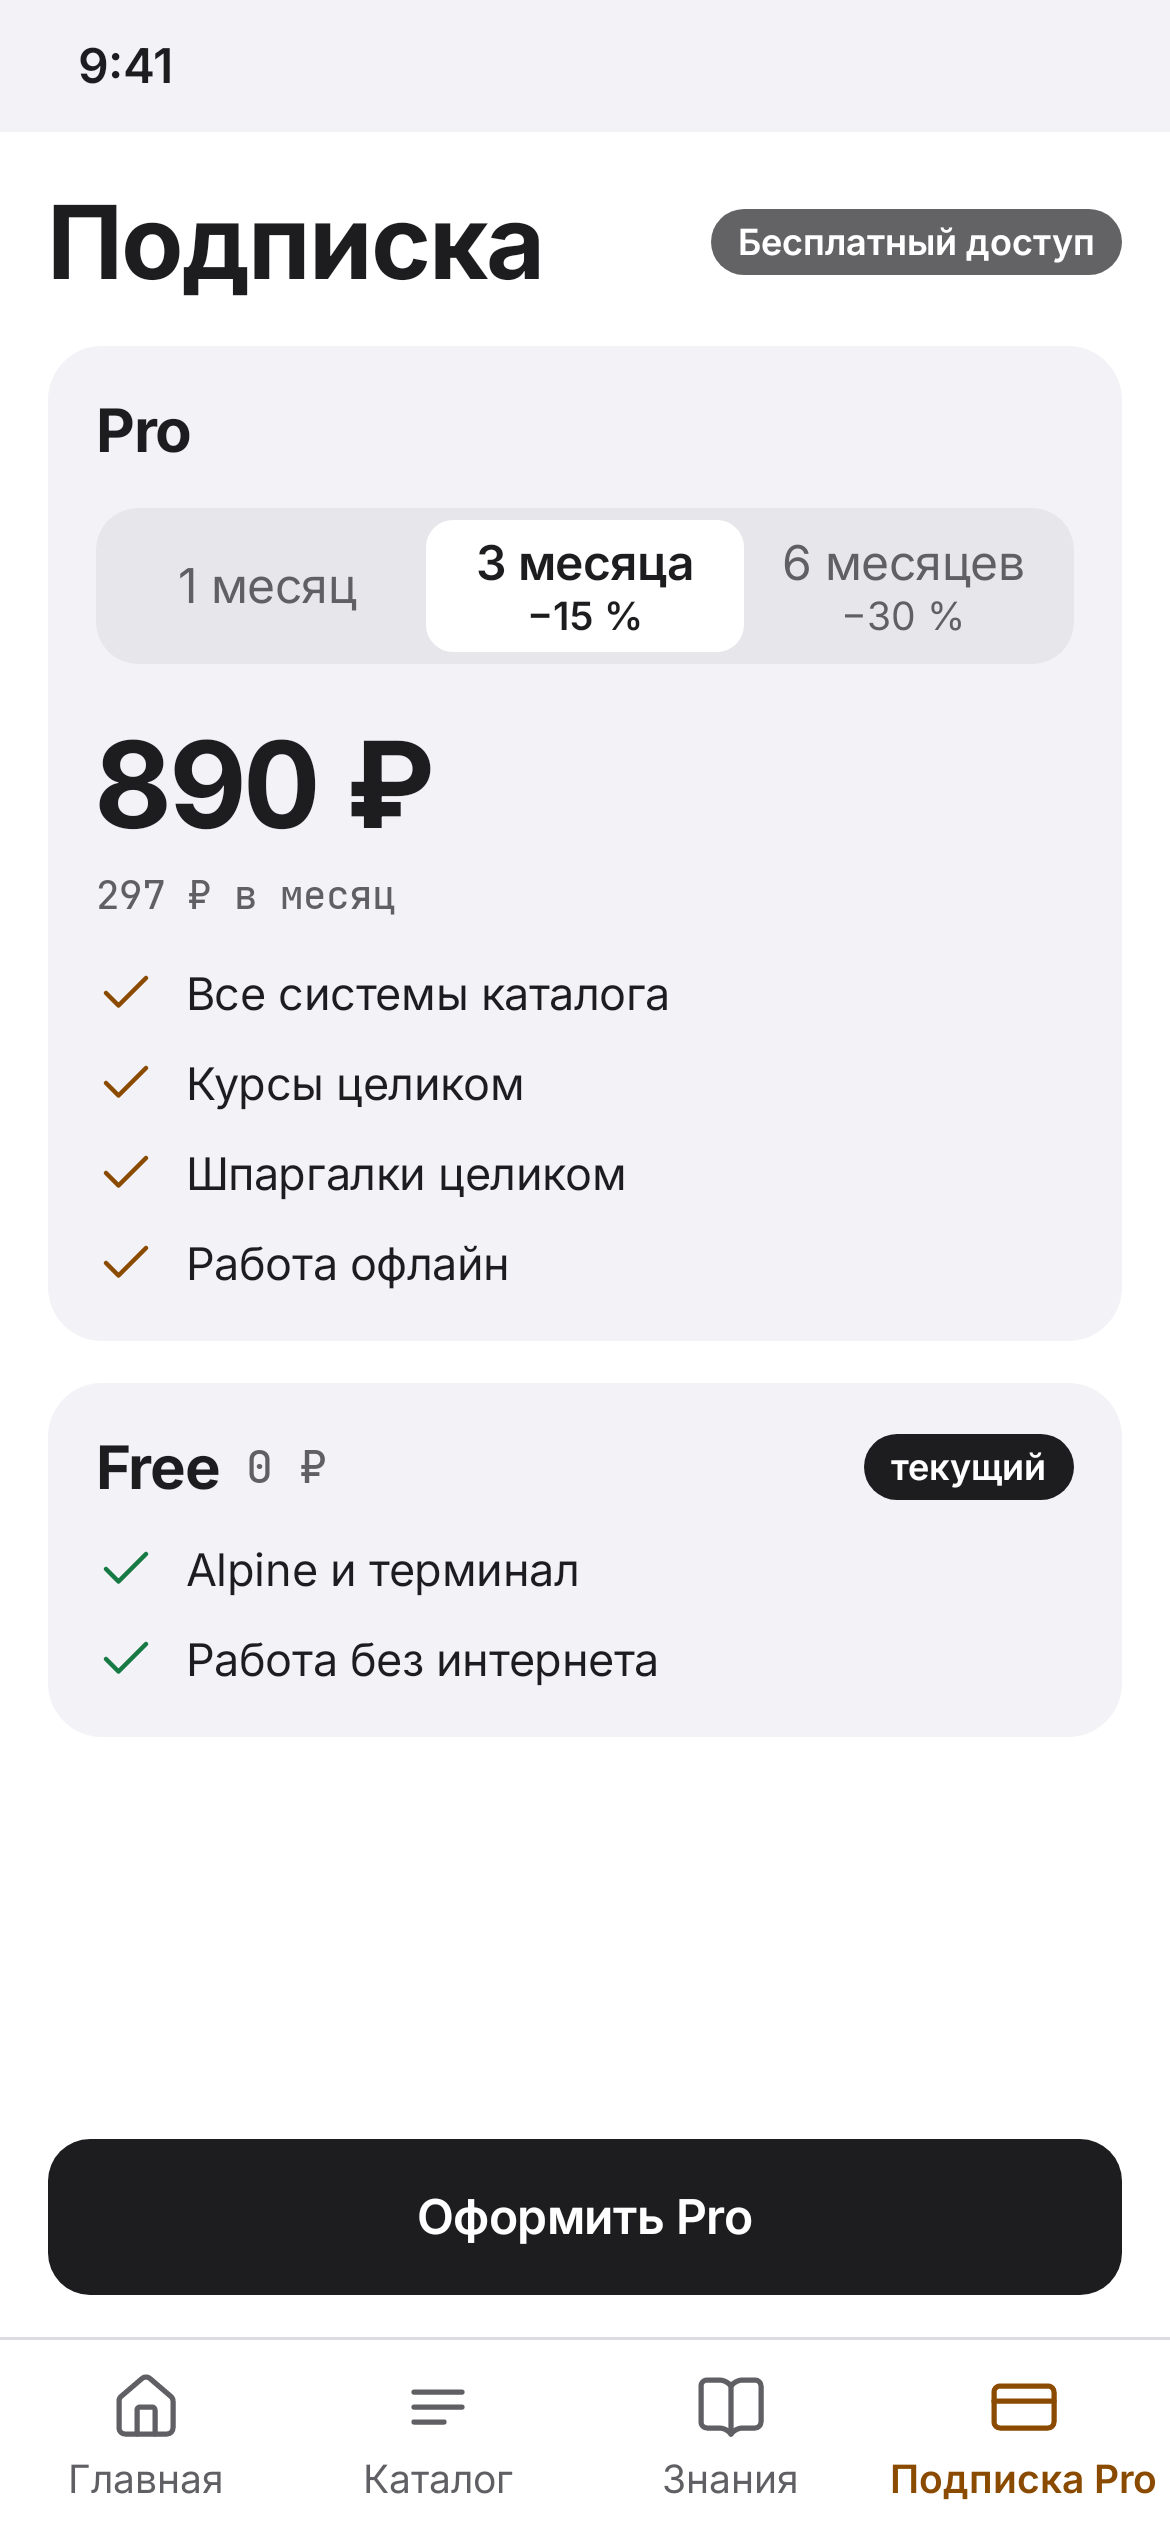 9:41
Подписка
Бесплатный доступ
Pro
1 месяц
3 месяца
−15 %
6 месяцев
−30 %
890 ₽
297 ₽ в месяц
Все системы каталога
Курсы целиком
Шпаргалки целиком
Работа офлайн
Free 0 ₽
текущий
Alpine и терминал
Работа без интернета
Оформить Pro
Главная
Каталог
Знания
Подписка Pro